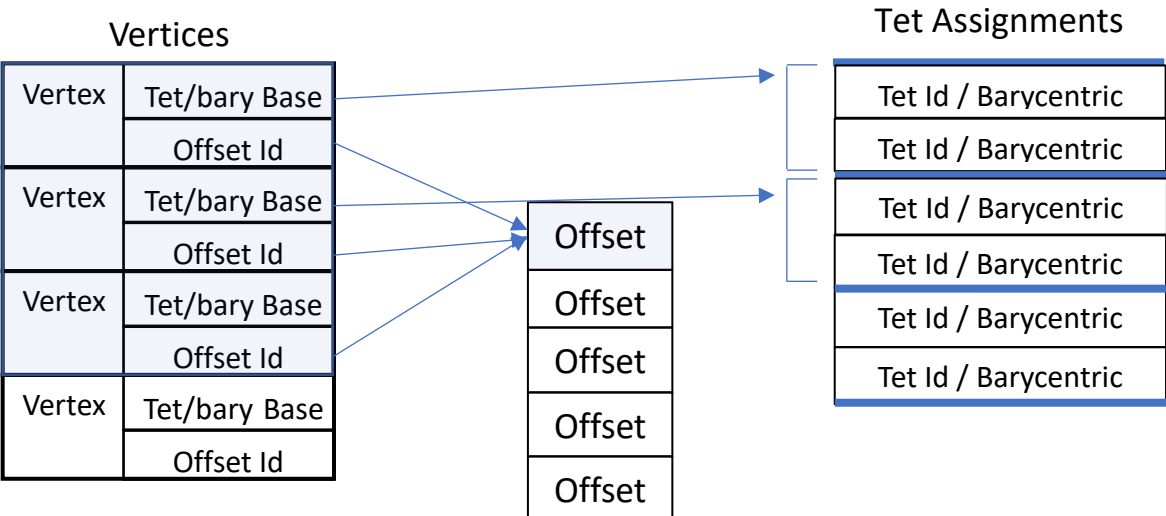 Vertices
Tet Assignments
Vertex Tet/bary Base
Offset Id
Vertex Tet/bary Base
Offset Id
Vertex Tet/bary Base
Offset Id
Vertex Tet/bary Base
Offset Id
Offset
Offset
Offset
Offset
Offset
Tet Id / Barycentric
Tet Id / Barycentric
Tet Id / Barycentric
Tet Id / Barycentric
Tet Id / Barycentric
Tet Id / Barycentric